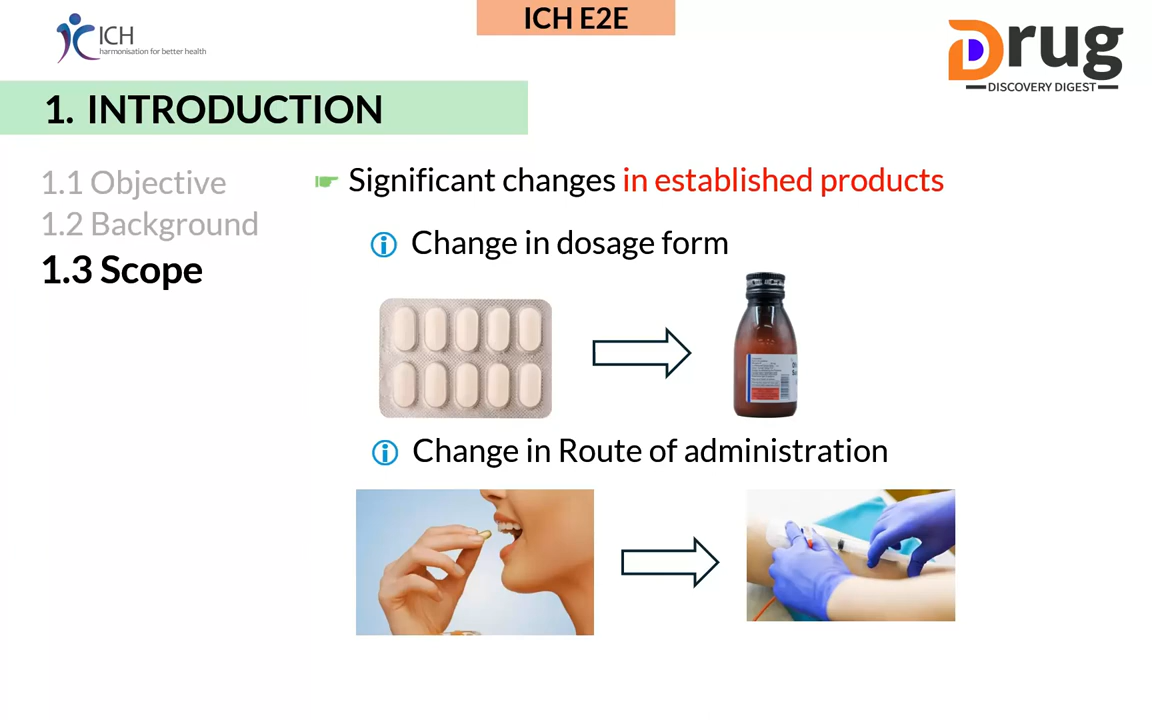 ICH
harmonisation for better health
ICH E2E
Drug
DISCOVERY DIGEST
1. INTRODUCTION
1.1 Objective
1.2 Background
1.3 Scope
Significant changes in established products
Change in dosage form
Change in Route of administration